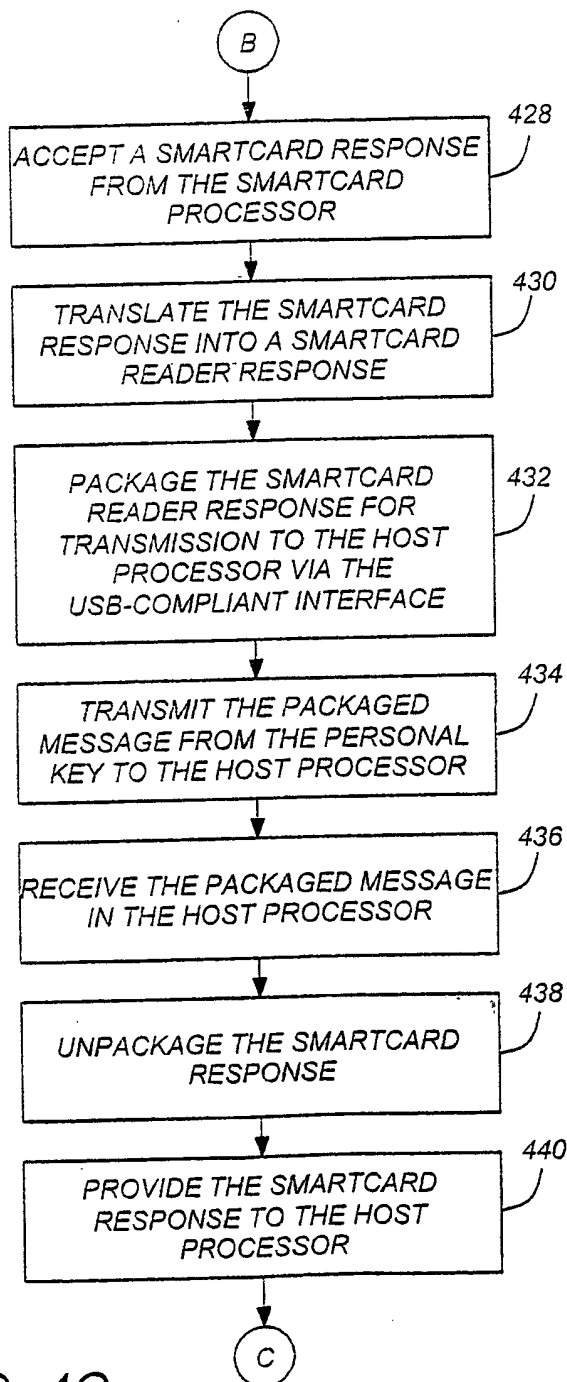 B
428
ACCEPT A SMARTCARD RESPONSE
FROM THE SMARTCARD
PROCESSOR
430
TRANSLATE THE SMARTCARD
RESPONSE INTO A SMARTCARD
READER RESPONSE
432
PACKAGE THE SMARTCARD
READER RESPONSE FOR
TRANSMISSION TO THE HOST
PROCESSOR VIA THE
USB-COMPLIANT INTERFACE
434
TRANSMIT THE PACKAGED
MESSAGE FROM THE PERSONAL
KEY TO THE HOST PROCESSOR
436
RECEIVE THE PACKAGED MESSAGE
IN THE HOST PROCESSOR
438
UNPACKAGE THE SMARTCARD
RESPONSE
440
PROVIDE THE SMARTCARD
RESPONSE TO THE HOST
PROCESSOR
C